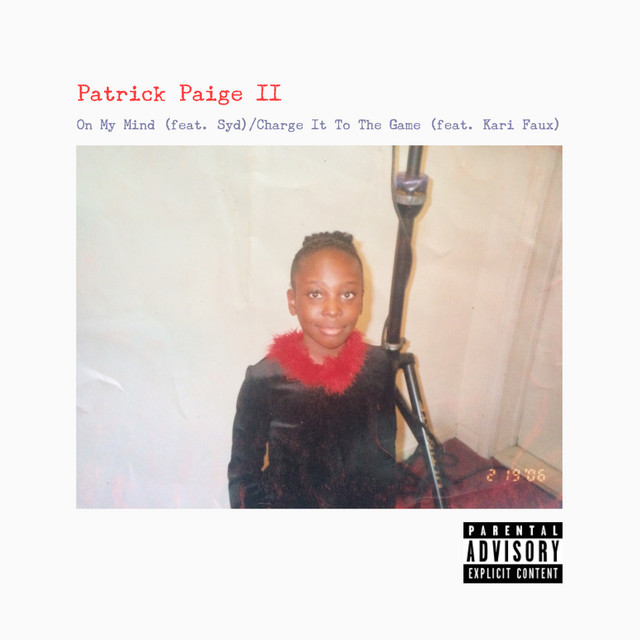 Patrick Paige II
On My Mind (feat. Syd)/Charge It To The Game (feat. Kari Faux)
2 19'06
PARENTAL
ADVISORY
EXPLICIT CONTENT